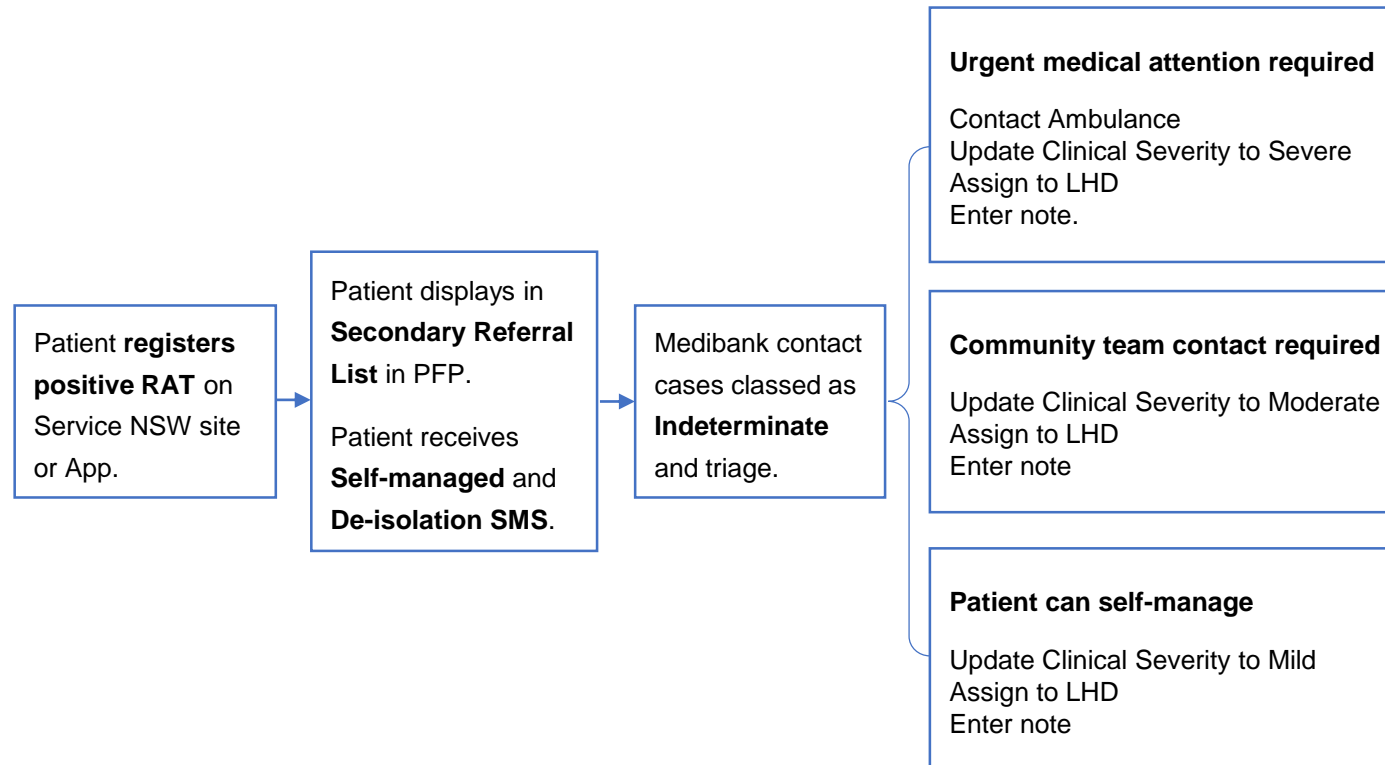 Patient registers
positive RAT on
Service NSW site
or App.
Patient displays in
Secondary Referral
List in PFP.
Patient receives
Self-managed and
De-isolation SMS.
Medibank contact
cases classed as
Indeterminate
and triage.
Urgent medical attention required
Contact Ambulance
Update Clinical Severity to Severe
Assign to LHD
Enter note.
Community team contact required
Update Clinical Severity to Moderate
Assign to LHD
Enter note
Patient can self-manage
Update Clinical Severity to Mild
Assign to LHD
Enter note